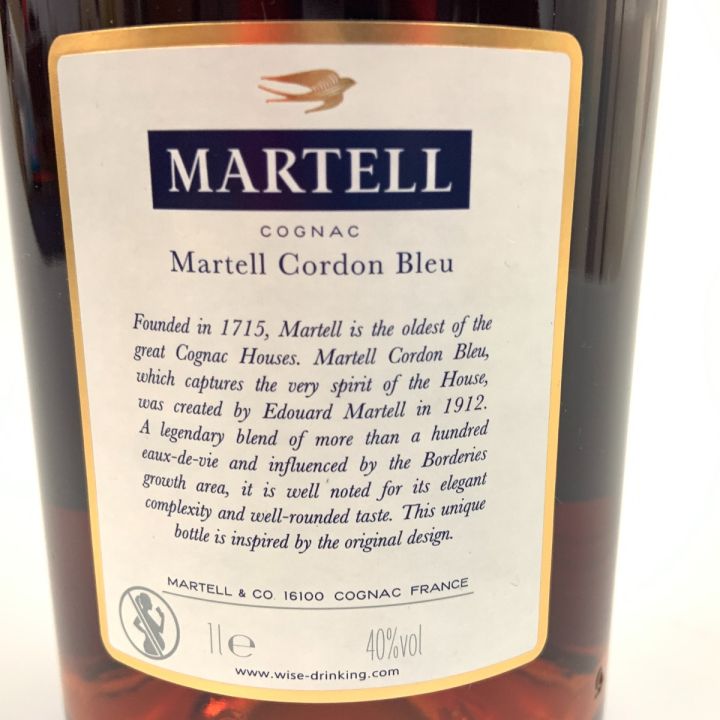 MARTELL
COGNAC
Martell Cordon Bleu
Founded in 1715, Martell is the oldest of the
great Cognac Houses. Martell Cordon Bleu,
which captures the very spirit of the House,
was created by Edouard Martell in 1912.
A legendary blend of more than a hundred
eaux-de-vie and influenced by the Borderies
growth area, it is well noted for its elegant
complexity and well-rounded taste. This unique
bottle is inspired by the original design.
MARTELL & CO. 16100 COGNAC FRANCE
1l℮ 40%vol
www.wise-drinking.com